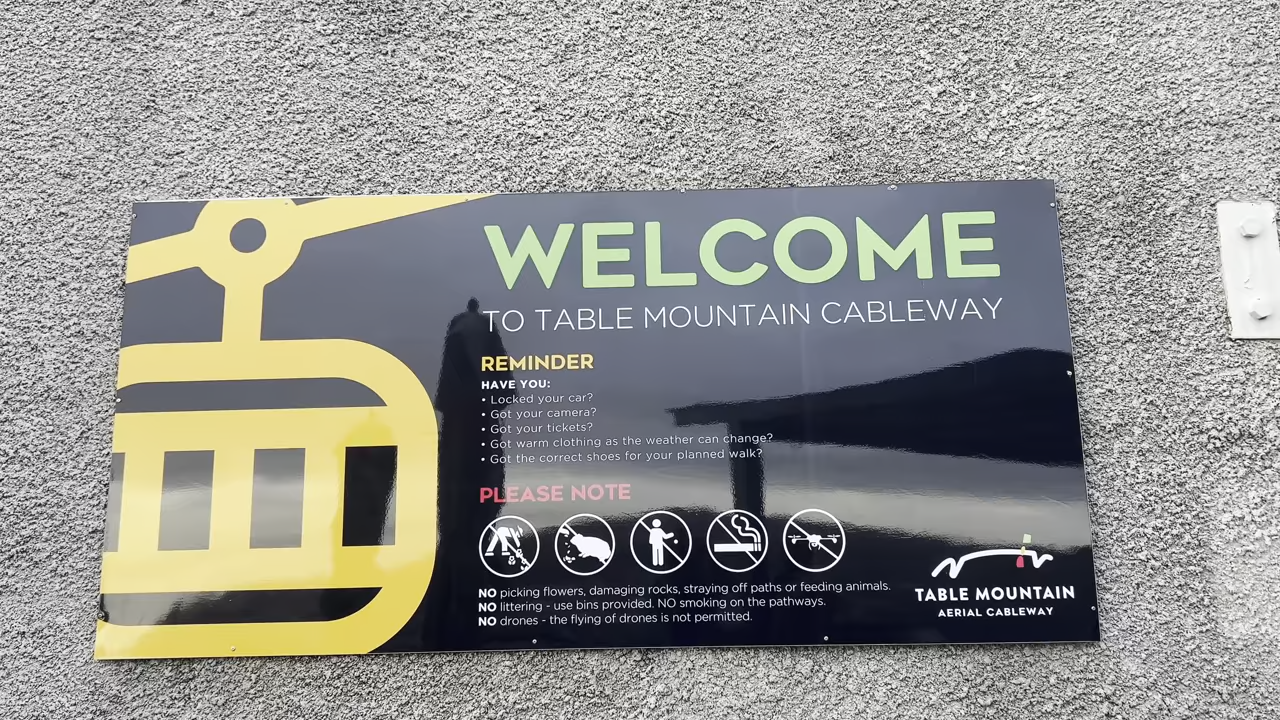 WELCOME
TO TABLE MOUNTAIN CABLEWAY
REMINDER
HAVE YOU:
• Locked your car?
• Got your camera?
• Got your tickets?
• Got warm clothing as the weather can change?
• Got the correct shoes for your planned walk?
PLEASE NOTE
NO picking flowers, damaging rocks, straying off paths or feeding animals.
NO littering - use bins provided. NO smoking on the pathways.
NO drones - the flying of drones is not permitted.
TABLE MOUNTAIN
AERIAL CABLEWAY